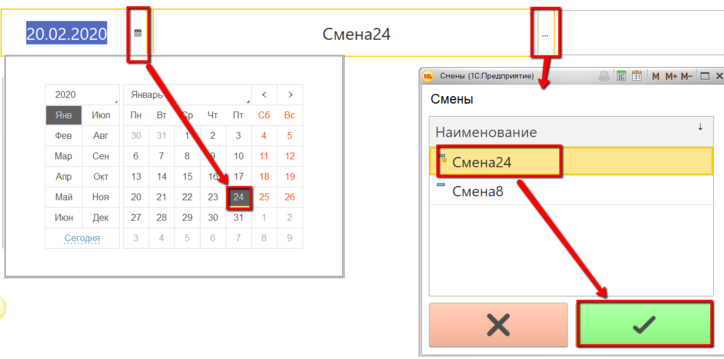 20.02.2020 Смена24 ...
2020 Январь < >
Янв Июл Пн Вт Ср Чт Пт Сб Вс
Фев Авг 30 31 1 2 3 4 5
Мар Сен 6 7 8 9 10 11 12
Апр Окт 13 14 15 16 17 18 19
Май Ноя 20 21 22 23 24 25 26
Июн Дек 27 28 29 30 31 1 2
Сегодня 3 4 5 6 7 8 9
Смены (1С:Предприятие) M M+ M-
Смены
Наименование ↓
Смена24
Смена8